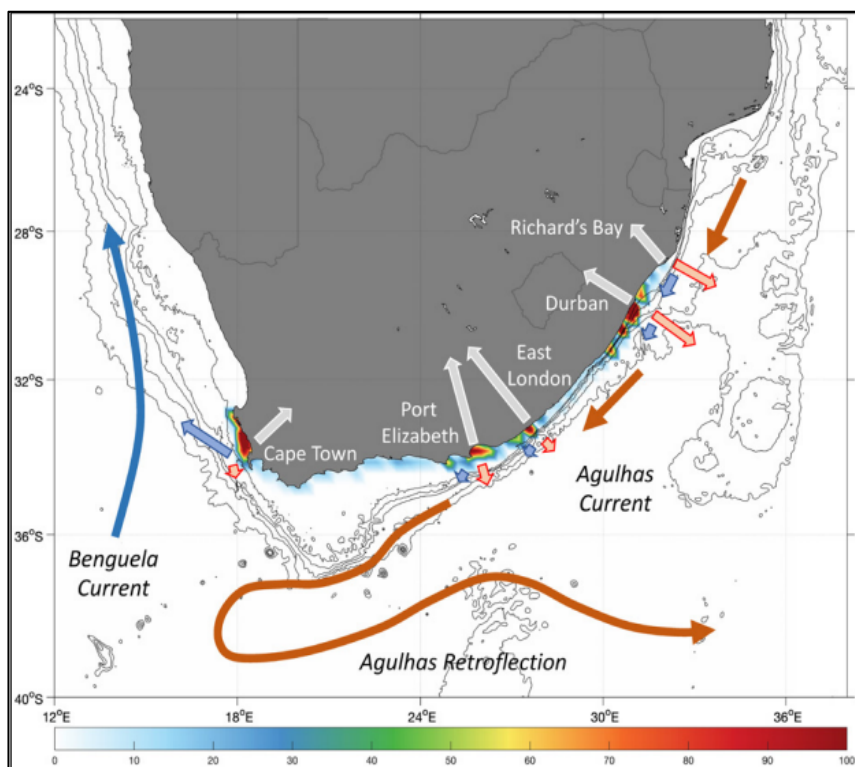 24°S
28°S
32°S
36°S
40°S
12°E
18°E
24°E
30°E
36°E
Richard's Bay
Durban
East
London
Port
Elizabeth
Cape Town
Agulhas
Current
Benguela
Current
Agulhas Retroflection
0
10
20
30
40
50
60
70
80
90
100